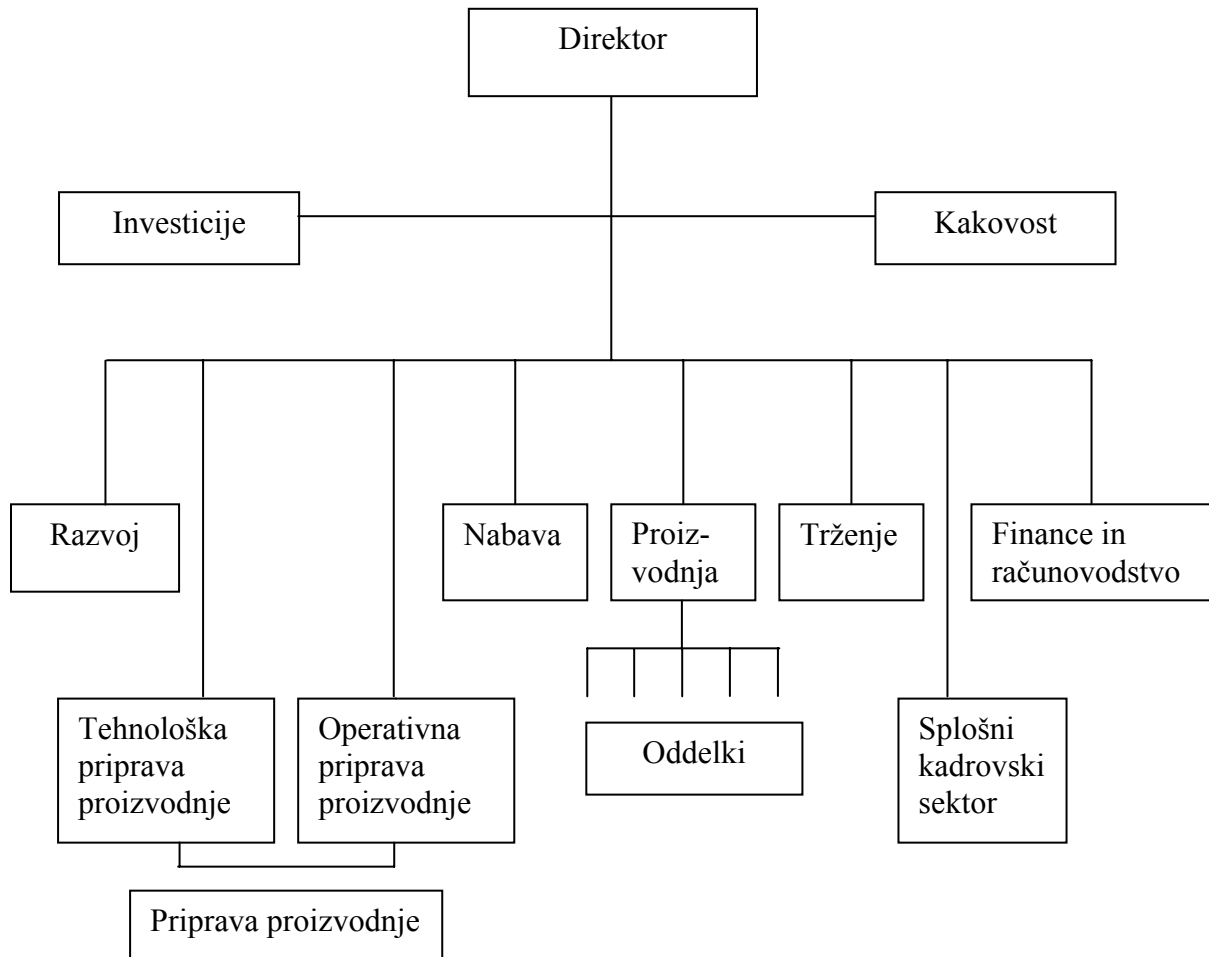 Direktor
Investicije
Kakovost
Razvoj
Nabava
Proiz-
vodnja
Trženje
Finance in
računovodstvo
Tehnološka
priprava
proizvodnje
Operativna
priprava
proizvodnje
Oddelki
Splošni
kadrovski
sektor
Priprava proizvodnje